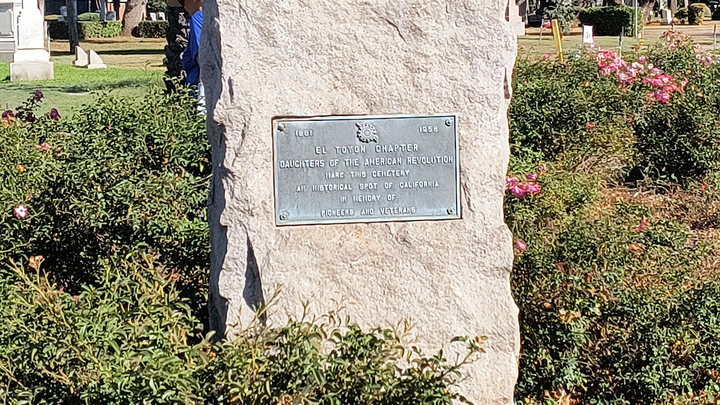 1861 1958
EL TOYON CHAPTER
DAUGHTERS OF THE AMERICAN REVOLUTION
MARK THIS CEMETERY
AN HISTORICAL SPOT OF CALIFORNIA
IN MEMORY OF
PIONEERS AND VETERANS